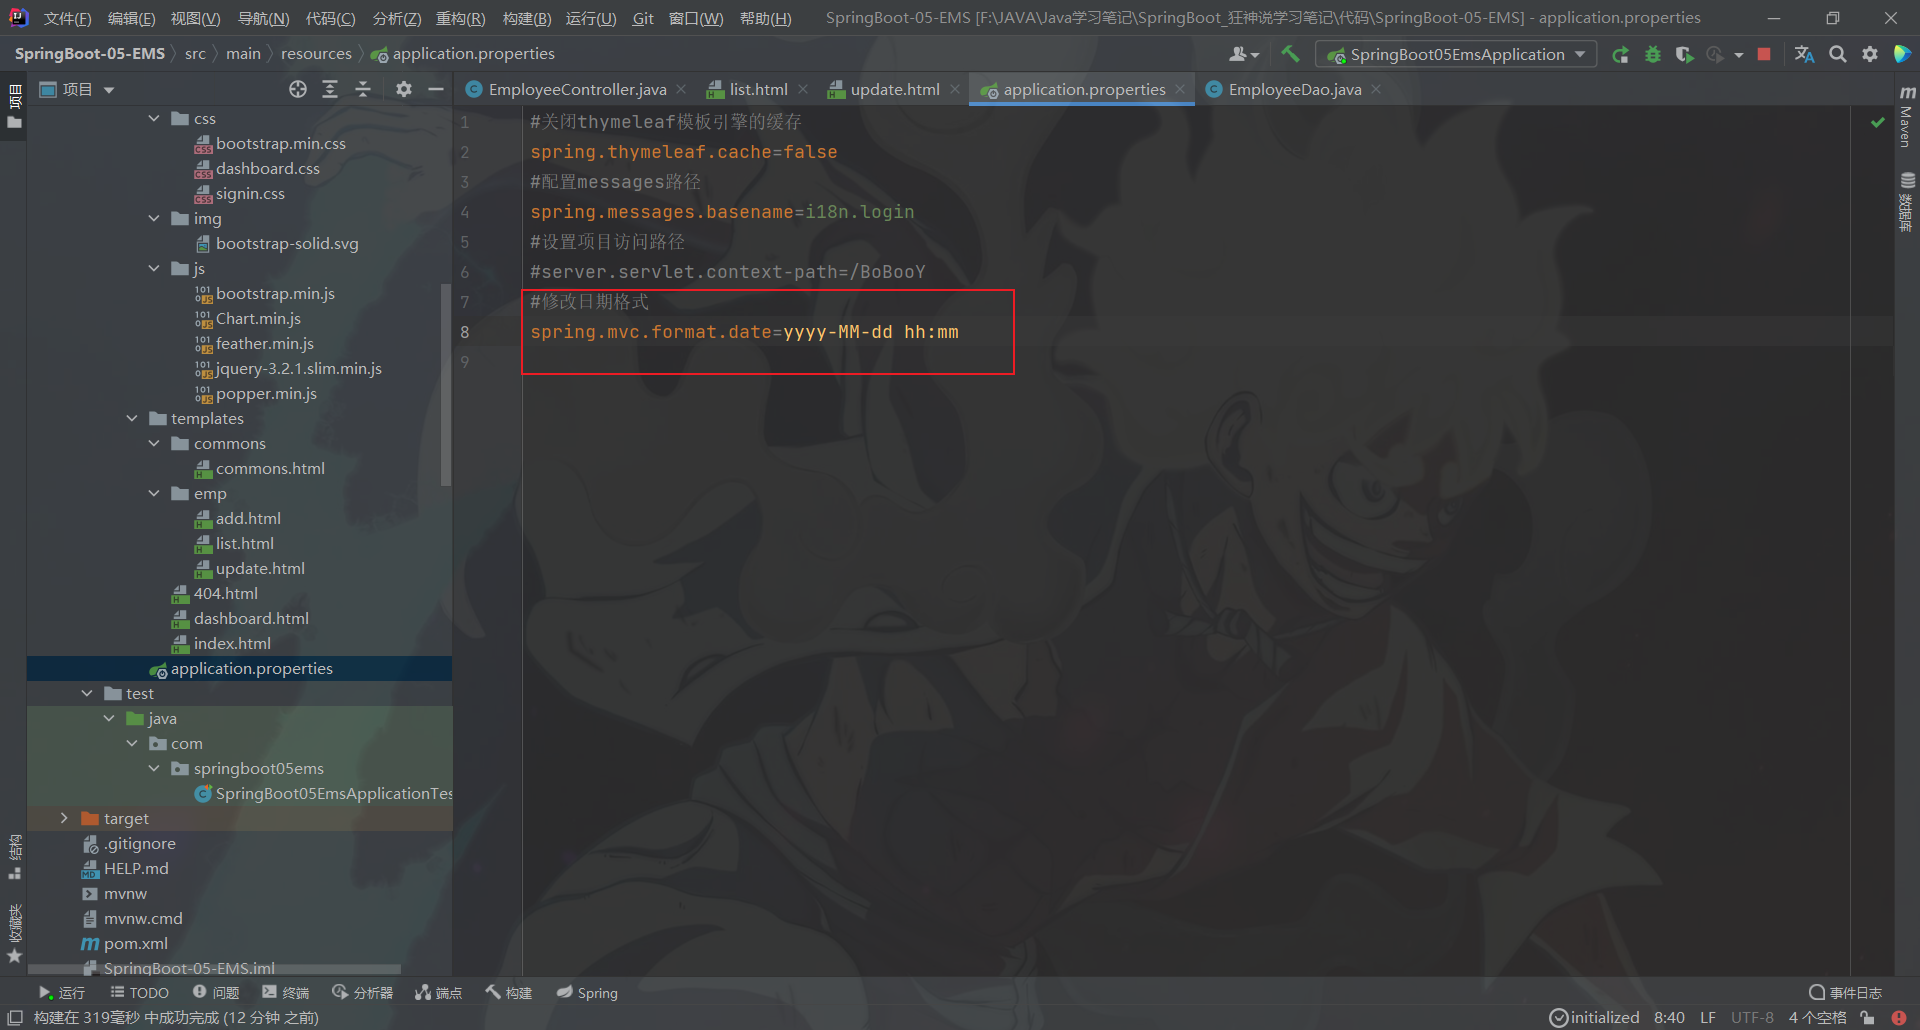 文件(F) 编辑(E) 视图(V) 导航(N) 代码(C) 分析(Z) 重构(R) 构建(B) 运行(U) Git 窗口(W) 帮助(H) SpringBoot-05-EMS [F:\JAVA\Java学习笔记\SpringBoot_狂神说学习笔记\代码\SpringBoot-05-EMS] - application.properties
SpringBoot-05-EMS src main resources application.properties SpringBoot05EmsApplication
项目 EmployeeController.java list.html update.html application.properties EmployeeDao.java
项目
结构
收藏夹
css
bootstrap.min.css
dashboard.css
signin.css
img
bootstrap-solid.svg
js
bootstrap.min.js
Chart.min.js
feather.min.js
jquery-3.2.1.slim.min.js
popper.min.js
templates
commons
commons.html
emp
add.html
list.html
update.html
404.html
dashboard.html
index.html
application.properties
test
java
com
springboot05ems
SpringBoot05EmsApplicationTes
target
.gitignore
HELP.md
mvnw
mvnw.cmd
pom.xml
SpringBoot-05-EMS.iml
1 #关闭thymeleaf模板引擎的缓存
2 spring.thymeleaf.cache=false
3 #配置messages路径
4 spring.messages.basename=i18n.login
5 #设置项目访问路径
6 #server.servlet.context-path=/BoBooY
7 #修改日期格式
8 spring.mvc.format.date=yyyy-MM-dd hh:mm
9
Maven
数据库
运行 TODO 问题 终端 分析器 端点 构建 Spring 事件日志
构建在 319毫秒 中成功完成 (12 分钟 之前) initialized 8:40 LF UTF-8 4 个空格